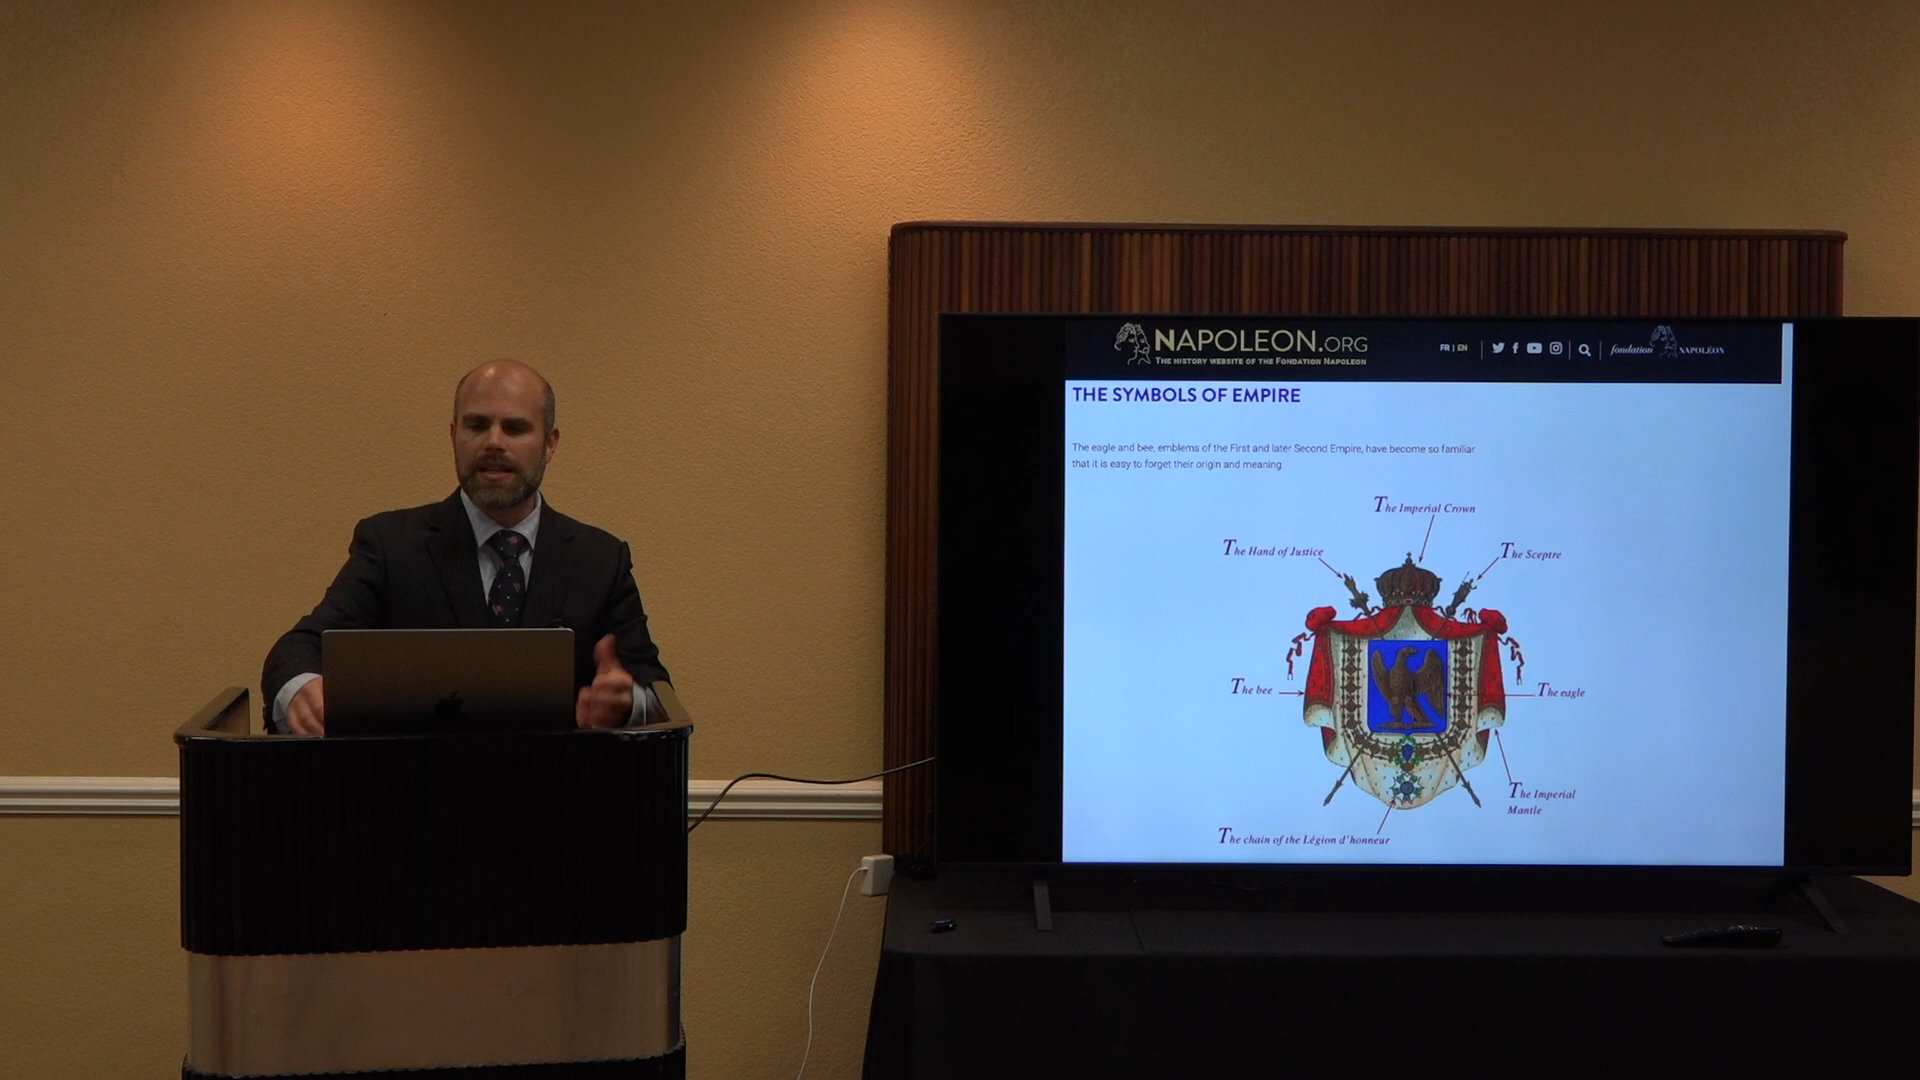 NAPOLEON.ORG
THE HISTORY WEBSITE OF THE FONDATION NAPOLEON
FR | EN
fondation NAPOLÉON
THE SYMBOLS OF EMPIRE
The eagle and bee, emblems of the First and later Second Empire, have become so familiar
that it is easy to forget their origin and meaning.
The Imperial Crown
The Hand of Justice
The Sceptre
The bee
The eagle
The Imperial
Mantle
The chain of the Légion d'honneur